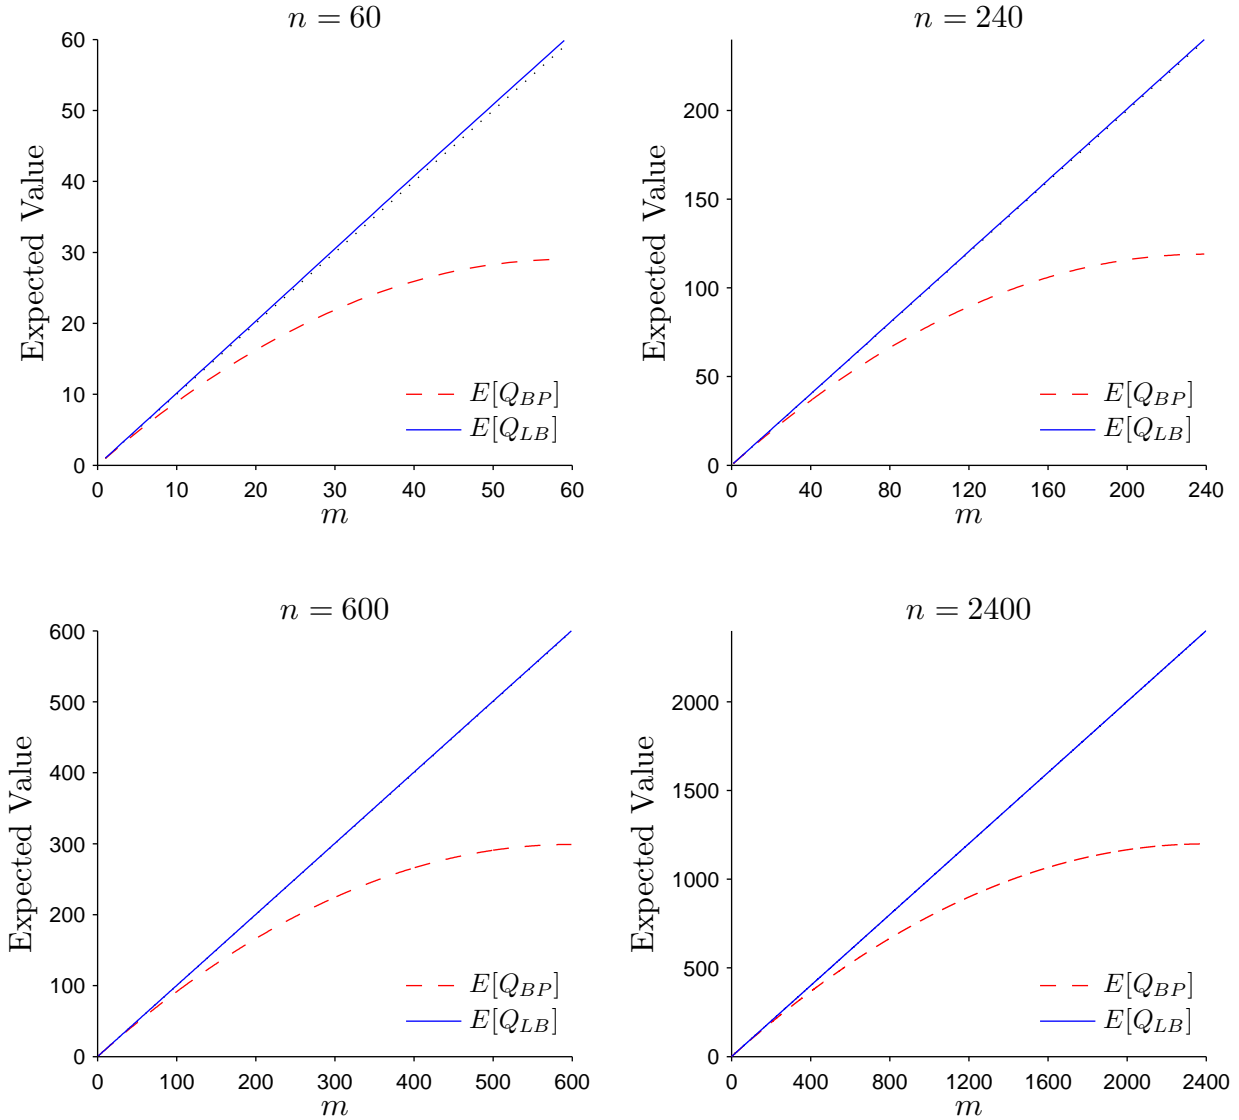 n = 60
60
50
40
30
20
10
0
Expected Value
E[Q_{BP}]
E[Q_{LB}]
0 10 20 30 40 50 60
m
n = 240
200
150
100
50
0
Expected Value
E[Q_{BP}]
E[Q_{LB}]
0 40 80 120 160 200 240
m
n = 600
600
500
400
300
200
100
0
Expected Value
E[Q_{BP}]
E[Q_{LB}]
0 100 200 300 400 500 600
m
n = 2400
2000
1500
1000
500
0
Expected Value
E[Q_{BP}]
E[Q_{LB}]
0 400 800 1200 1600 2000 2400
m